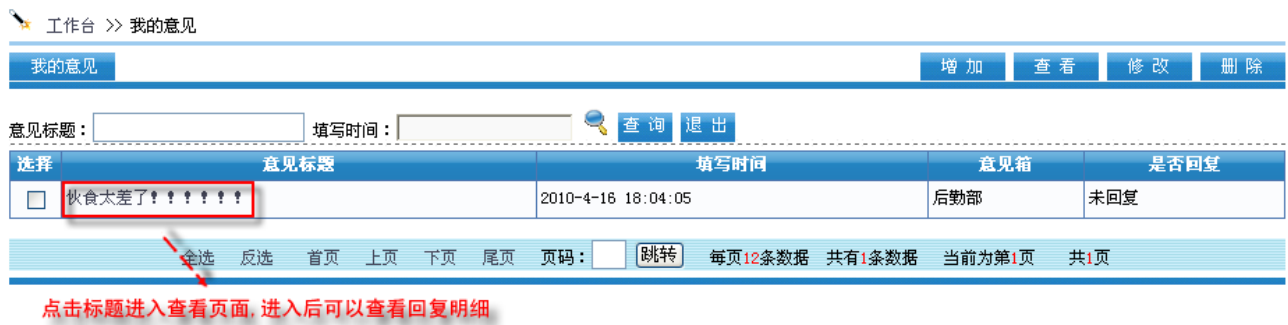 工作台 >> 我的意见
我的意见 增 加 查 看 修 改 删 除
意见标题： 填写时间： 查 询 退 出
选择 意见标题 填写时间 意见箱 是否回复
伙食太差了！！！！！！ 2010-4-16 18:04:05 后勤部 未回复
全选 反选 首页 上页 下页 尾页 页码： 跳转 每页12条数据 共有1条数据 当前为第1页 共1页
点击标题进入查看页面,进入后可以查看回复明细